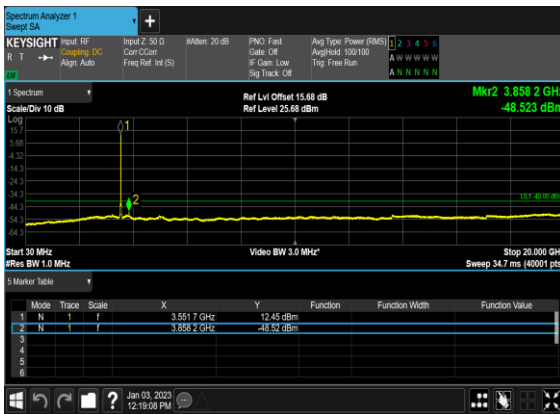 Spectrum Analyzer 1
Swept SA
+
KEYSIGHT Input: RF Input Z: 50 Ω #Atten: 20 dB PNO: Fast Avg Type: Power (RMS) 1 2 3 4 5 6
R T Coupling: DC Corr CCorr Gate: Off Avg|Hold: 100/100 A W W W W W
Align: Auto Freq Ref: Int (S) IF Gain: Low Trig: Free Run
Sig Track: Off A N N N N N
1 Spectrum Mkr2 3.858 2 GHz
Scale/Div 10 dB Ref Lvl Offset 15.68 dB -48.523 dBm
Ref Level 25.68 dBm
Log
15.7
5.68
-4.32
-14.3
-24.3
-34.3
-44.3
-54.3
-64.3
1
2
DL1 -40.00 dBm
Start 30 MHz Video BW 3.0 MHz* Stop 20.000 GHz
#Res BW 1.0 MHz Sweep 34.7 ms (40001 pts)
5 Marker Table
Mode Trace Scale X Y Function Function Width Function Value
1 N 1 f 3.551 7 GHz 12.45 dBm
2 N 1 f 3.858 2 GHz -48.52 dBm
3
4
5
6
? Jan 03, 2023
12:19:08 PM